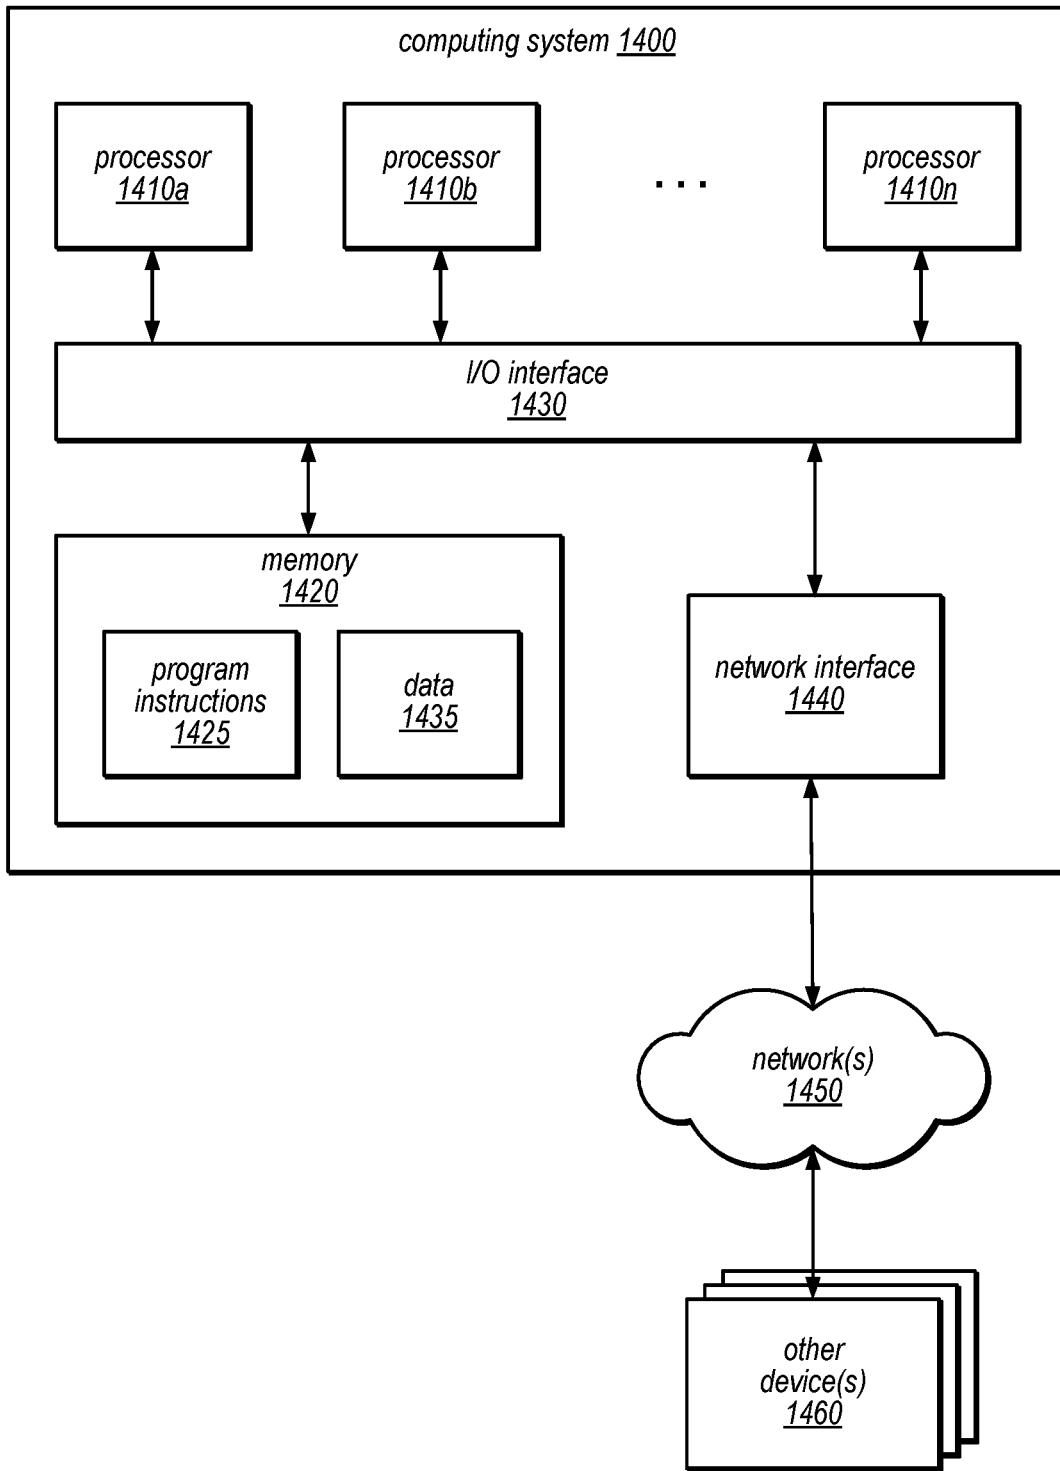 computing system 1400
processor
1410a
processor
1410b
. . .
processor
1410n
I/O interface
1430
memory
1420
program
instructions
1425
data
1435
network interface
1440
network(s)
1450
other
device(s)
1460